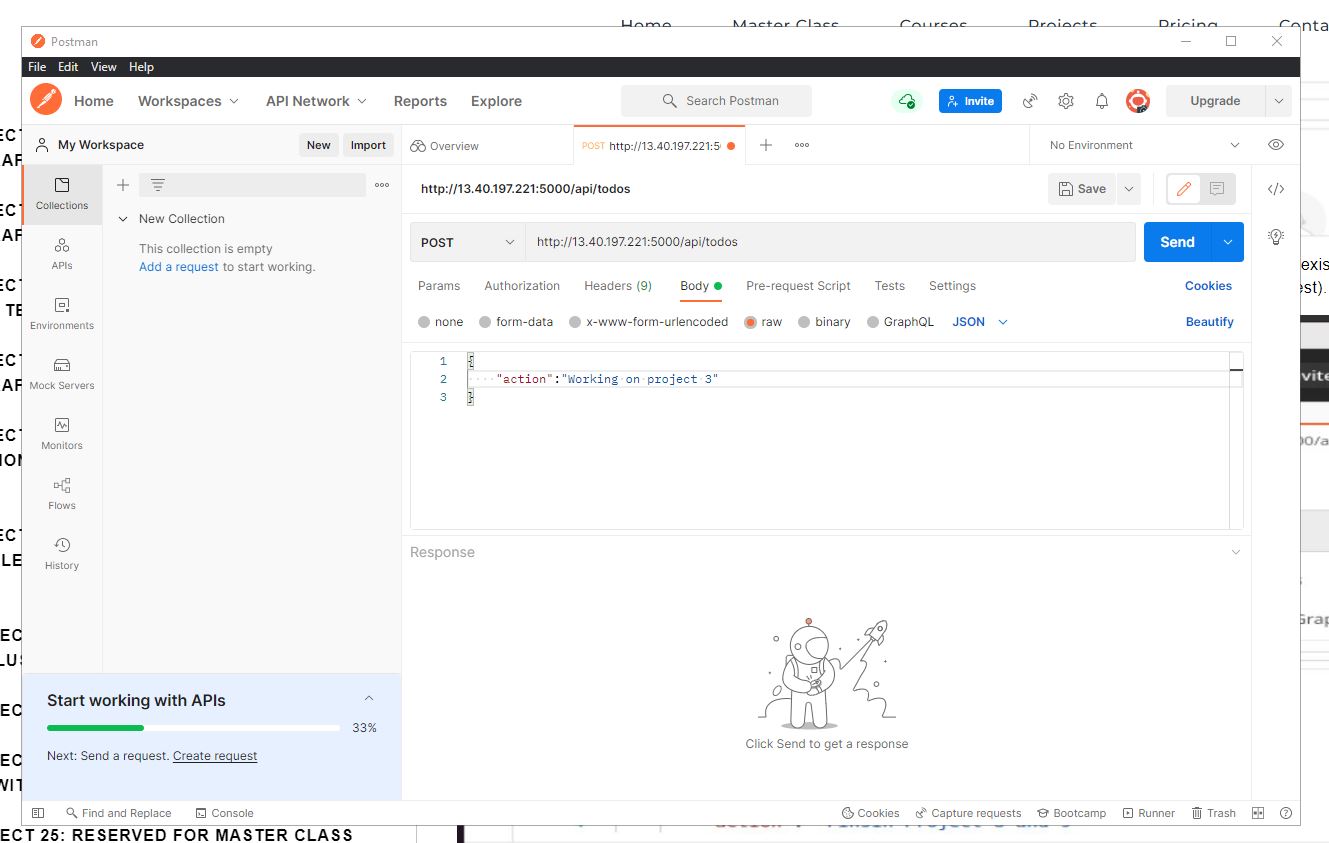 Home Master Class Courses Projects Pricing Conta
Postman
File Edit View Help
Home Workspaces API Network Reports Explore Search Postman Invite Upgrade
My Workspace New Import Overview POST http://13.40.197.221:5 No Environment
http://13.40.197.221:5000/api/todos Save
Collections
New Collection
This collection is empty
Add a request to start working.
APIs
Environments
Mock Servers
Monitors
Flows
History
POST http://13.40.197.221:5000/api/todos Send
Params Authorization Headers (9) Body Pre-request Script Tests Settings Cookies
none form-data x-www-form-urlencoded raw binary GraphQL JSON Beautify
1 {
2 "action":"Working on project 3"
3 }
Response
Click Send to get a response
Start working with APIs
33%
Next: Send a request. Create request
Find and Replace Console Cookies Capture requests Bootcamp Runner Trash
ECT 25: RESERVED FOR MASTER CLASS